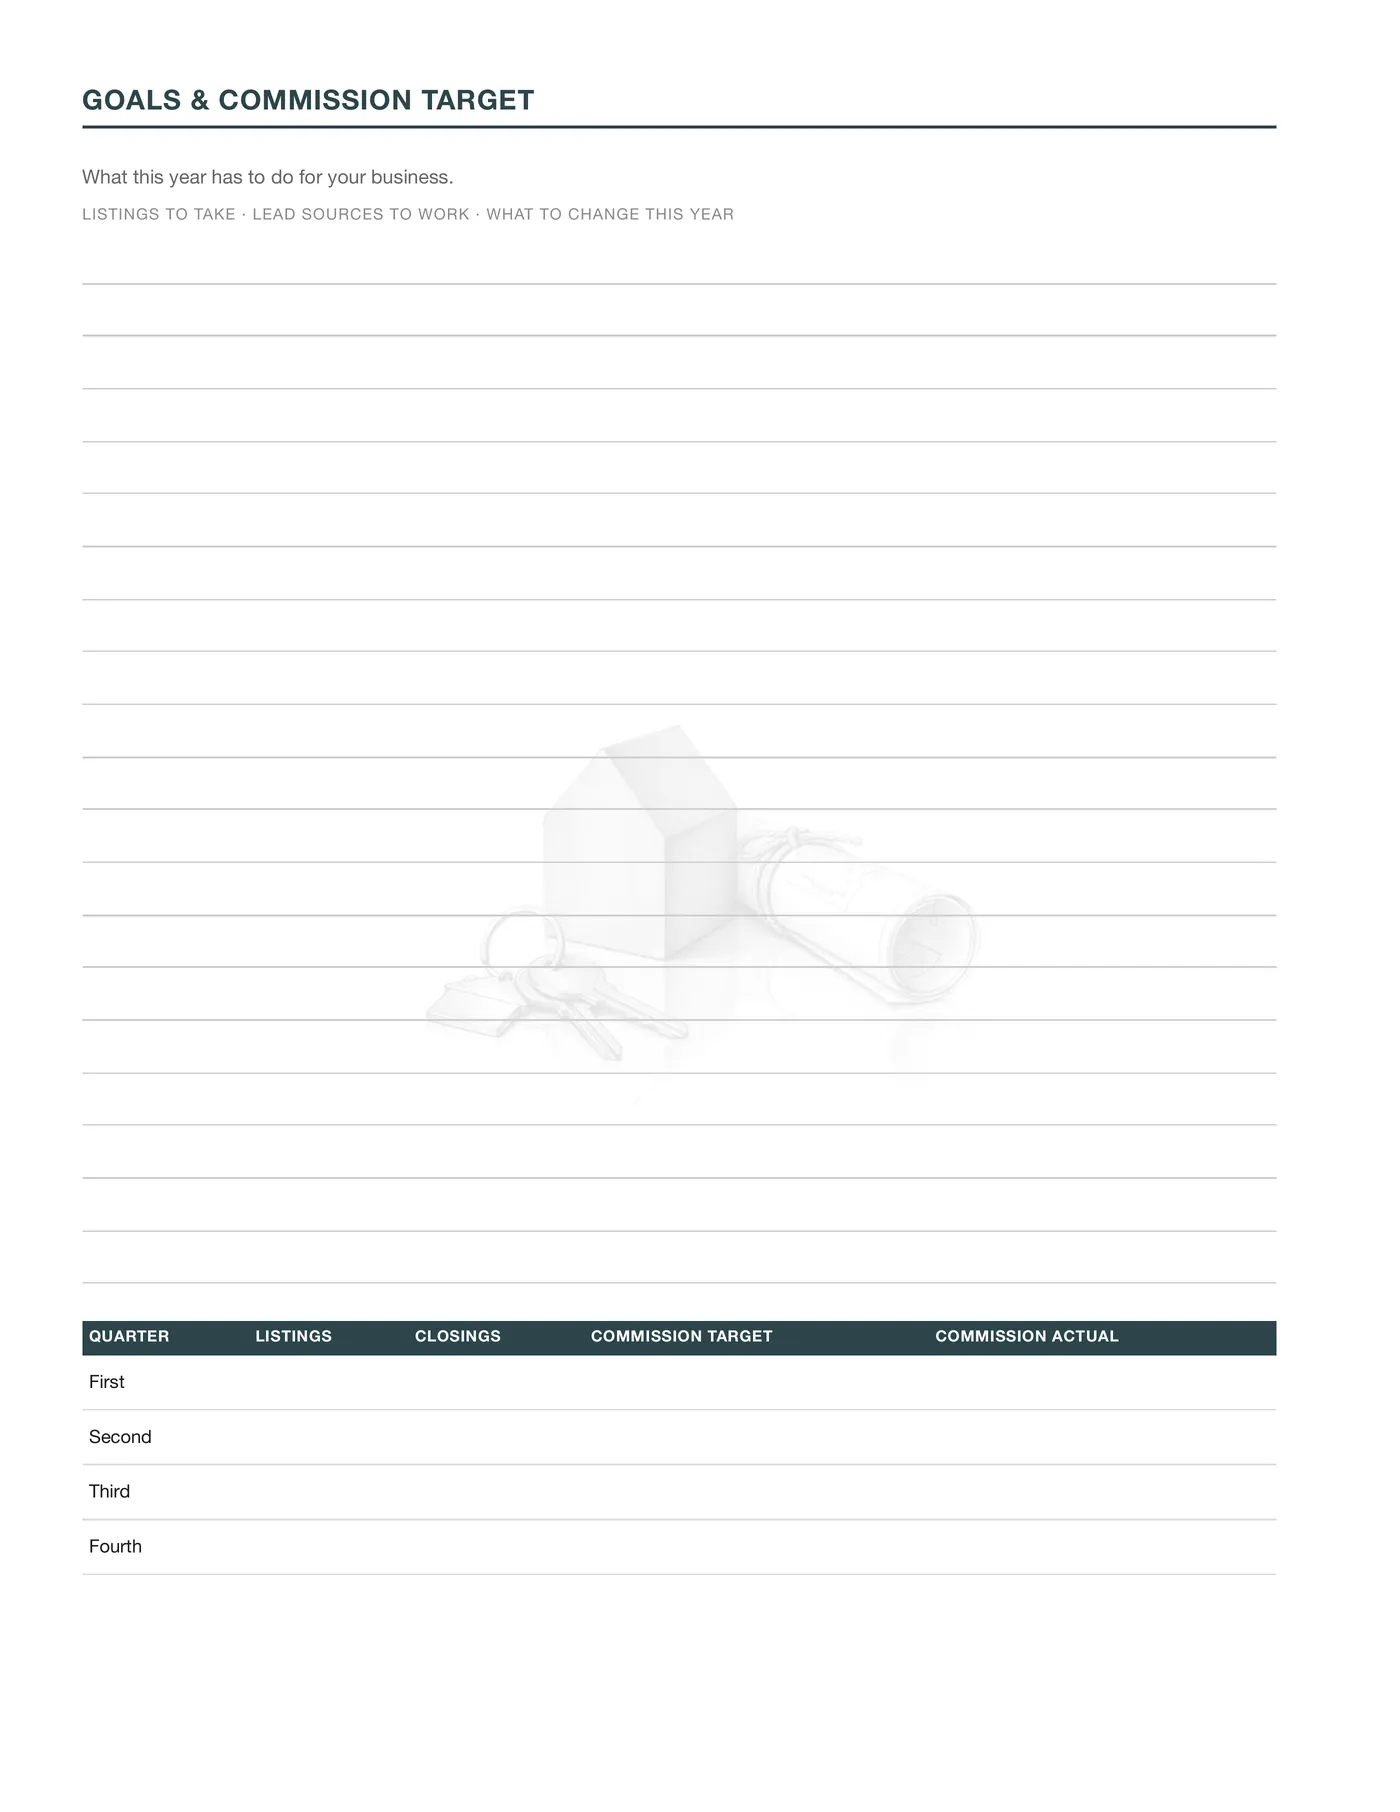 GOALS & COMMISSION TARGET
What this year has to do for your business.
LISTINGS TO TAKE · LEAD SOURCES TO WORK · WHAT TO CHANGE THIS YEAR
QUARTER LISTINGS CLOSINGS COMMISSION TARGET COMMISSION ACTUAL
First
Second
Third
Fourth